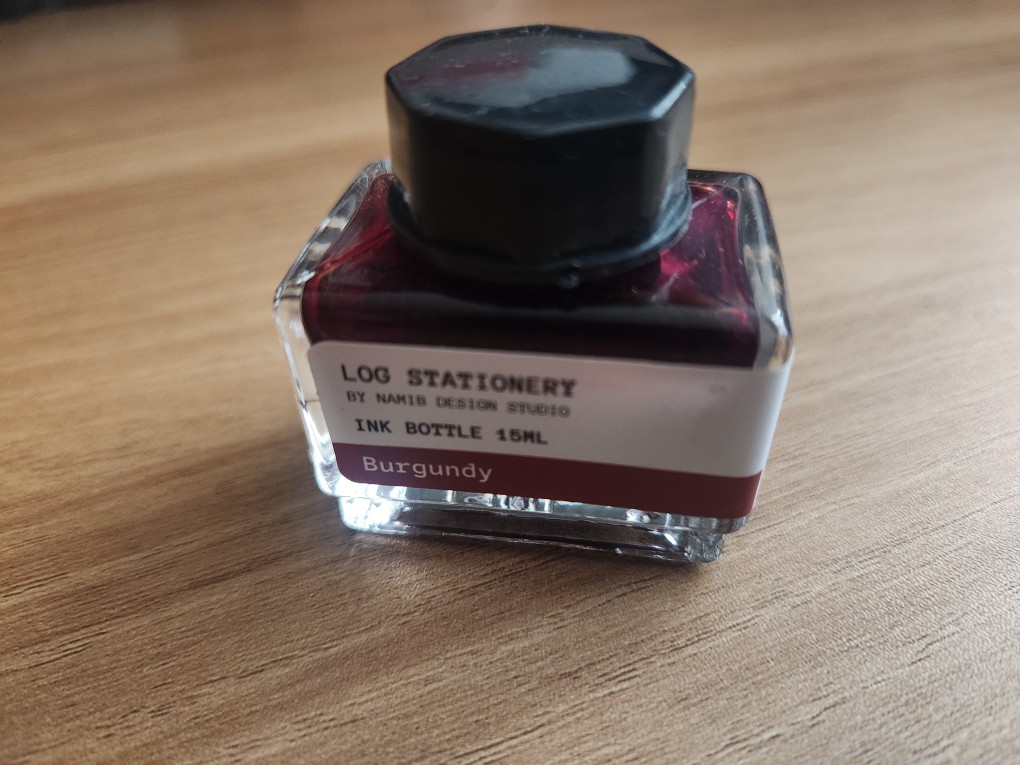 LOG STATIONERY
BY NAMIB DESIGN STUDIO
INK BOTTLE 15ML
Burgundy